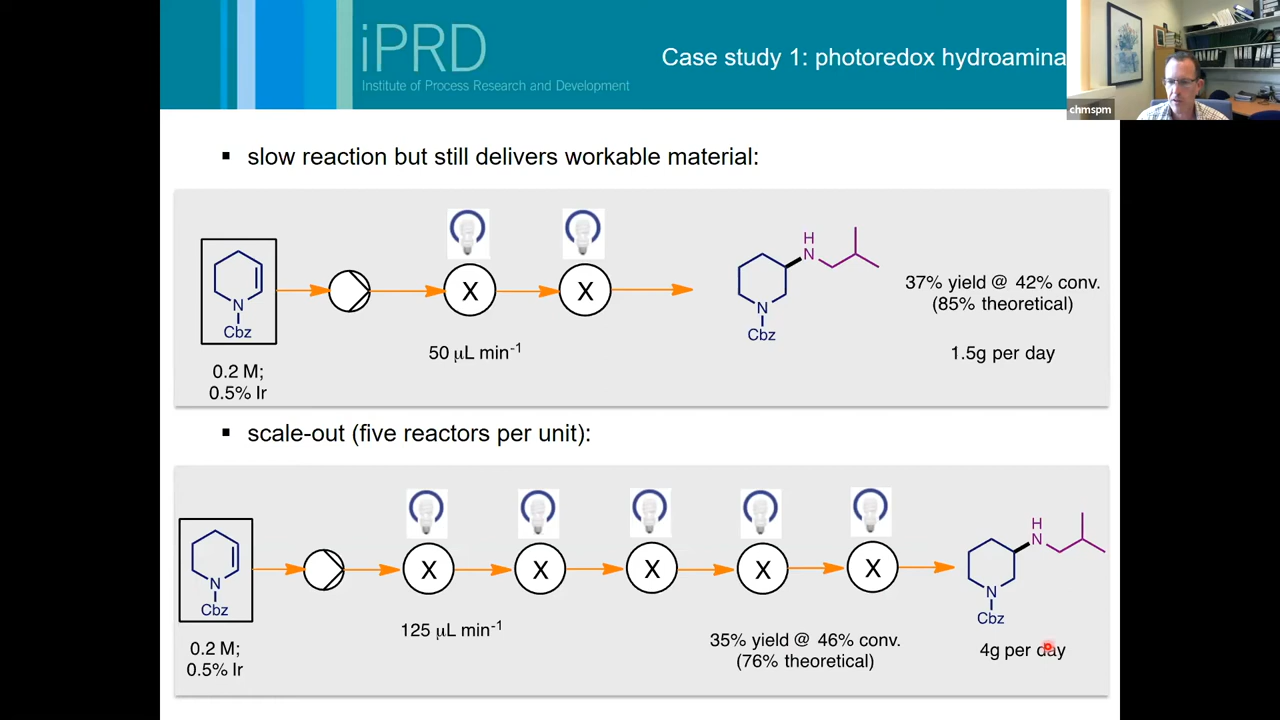 iPRD
Institute of Process Research and Development
Case study 1: photoredox hydroamina
chmspm
▪ slow reaction but still delivers workable material:
N
Cbz
0.2 M;
0.5% Ir
X
X
50 μL min⁻¹
H
N
N
Cbz
37% yield @ 42% conv.
(85% theoretical)
1.5g per day
▪ scale-out (five reactors per unit):
N
Cbz
0.2 M;
0.5% Ir
X
X
X
X
X
125 μL min⁻¹
35% yield @ 46% conv.
(76% theoretical)
H
N
N
Cbz
4g per day